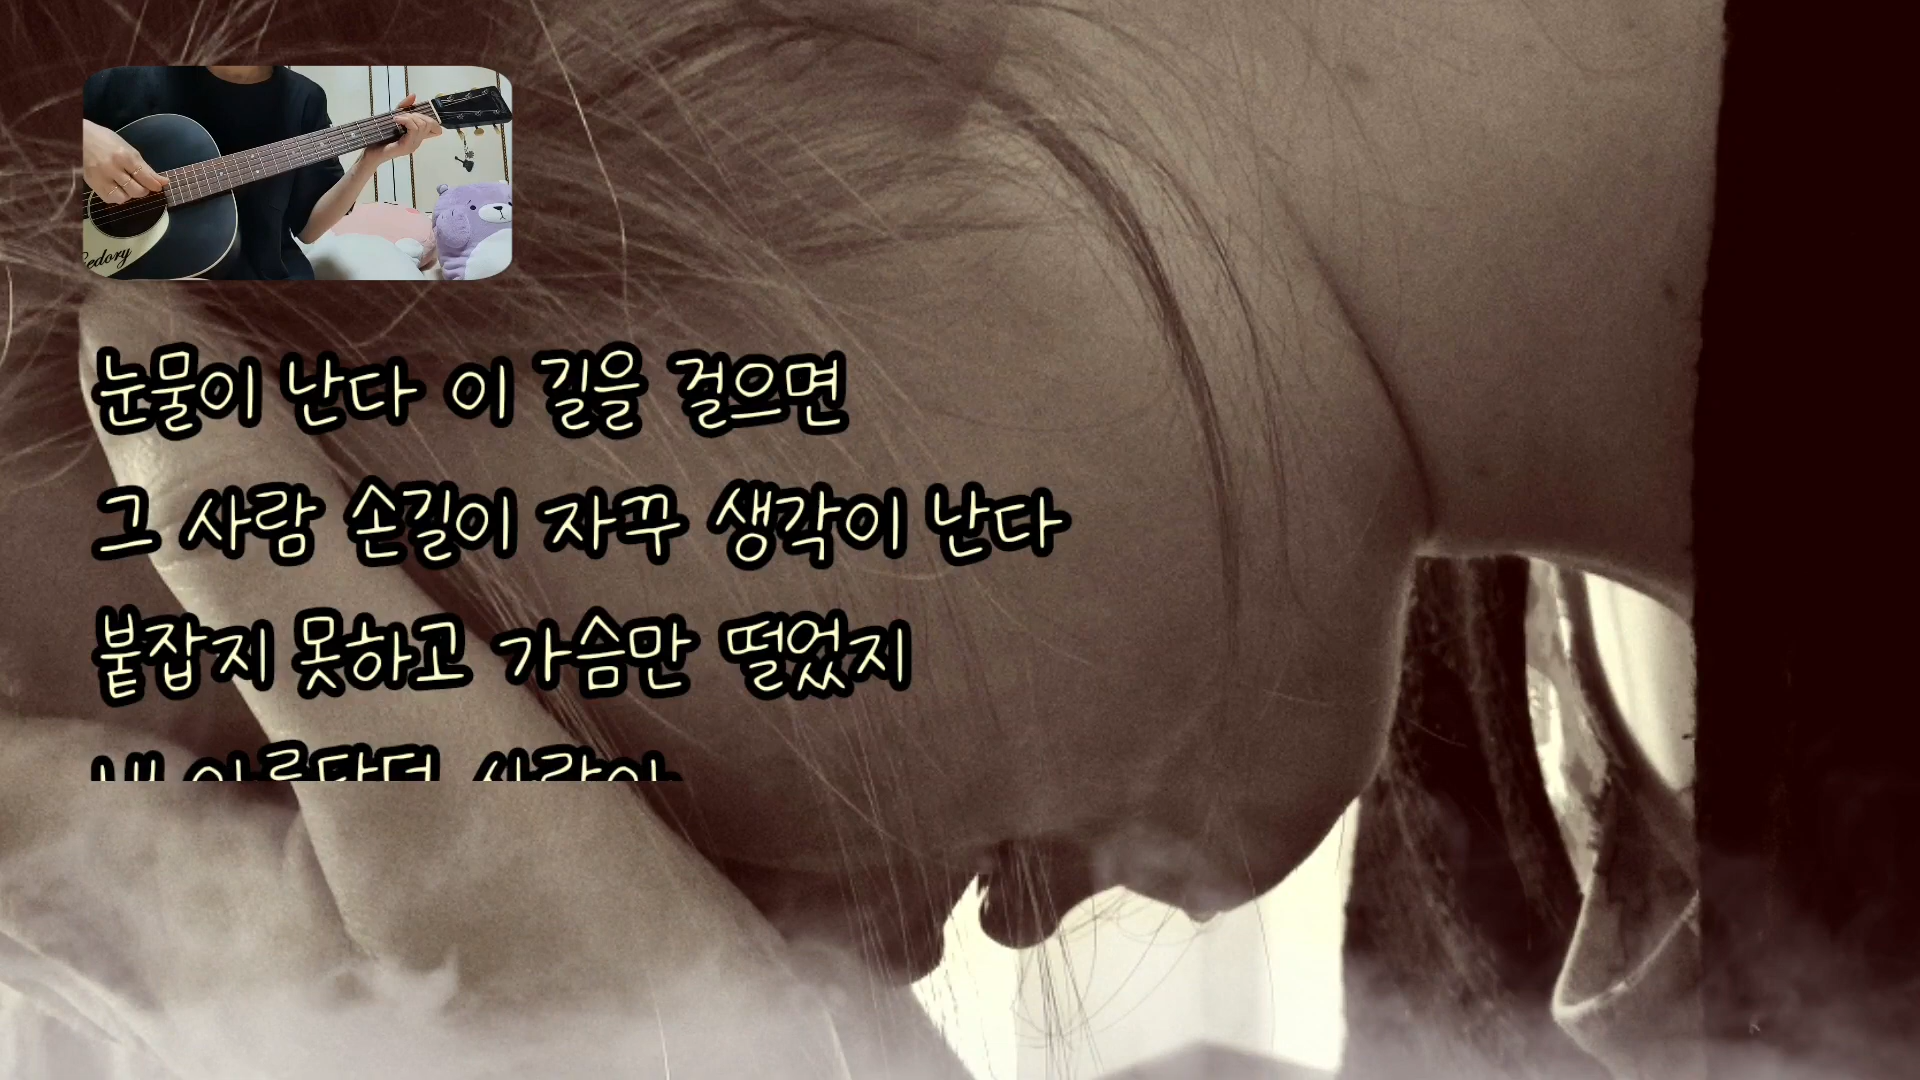 눈물이 난다 이 길을 걸으면
그 사람 손길이 자꾸 생각이 난다
붙잡지 못하고 가슴만 떨었지